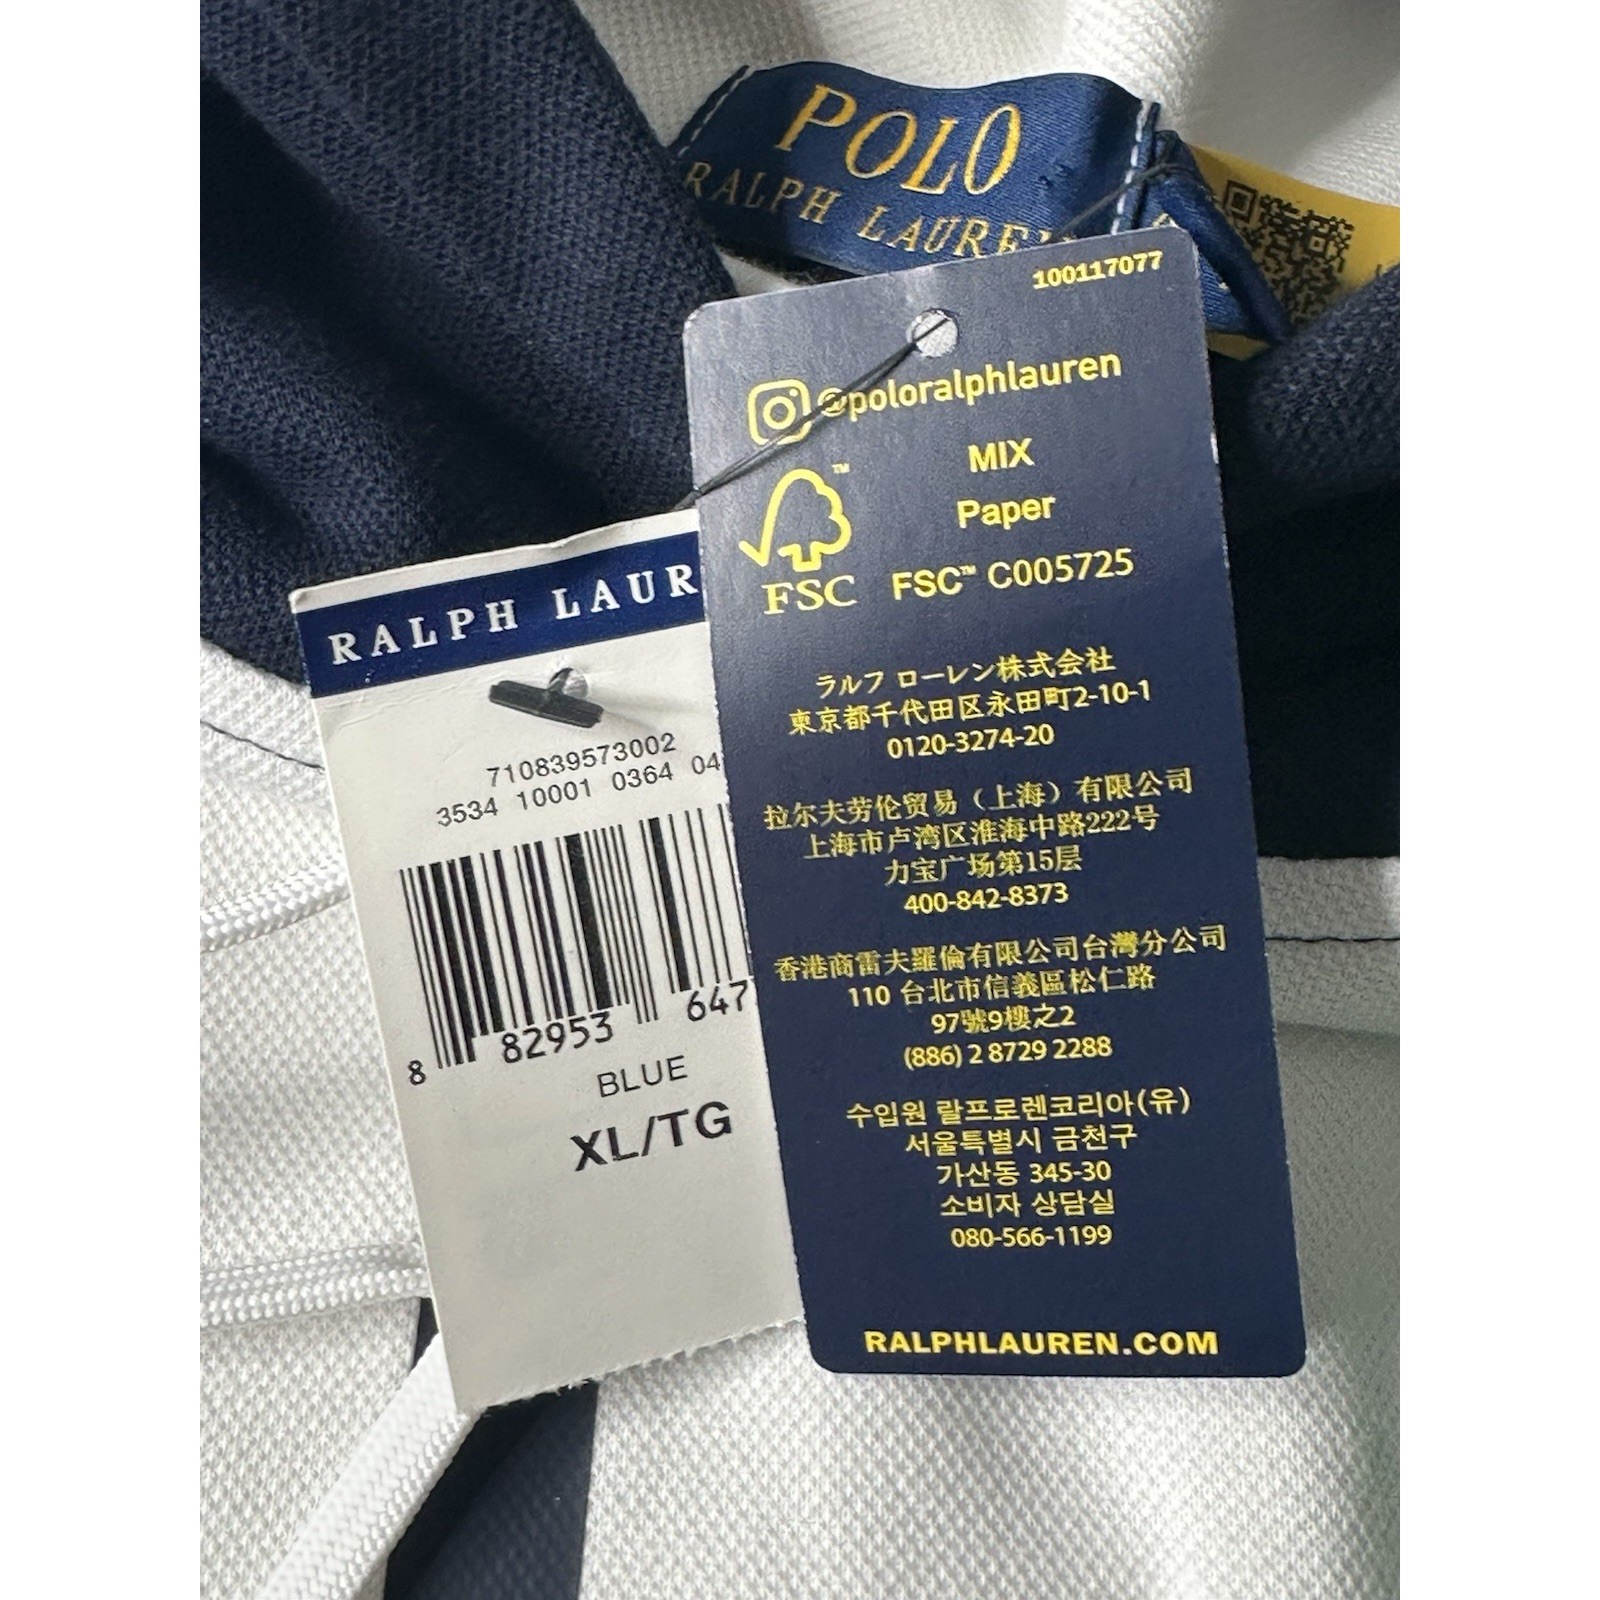 POLO
RALPH LAUREN
100117077
@poloralphlauren
MIX
Paper
FSC
FSC™ C005725
ラルフ ローレン株式会社
東京都千代田区永田町2-10-1
0120-3274-20
拉尔夫劳伦贸易（上海）有限公司
上海市卢湾区淮海中路222号
力宝广场第15层
400-842-8373
香港商雷夫羅倫有限公司台灣分公司
110 台北市信義區松仁路
97號9樓之2
(886) 2 8729 2288
수입원 랄프로렌코리아(유)
서울특별시 금천구
가산동 345-30
소비자 상담실
080-566-1199
RALPHLAUREN.COM
RALPH LAUR
710839573002
3534 10001 0364 04
8 82953 647
BLUE
XL/TG